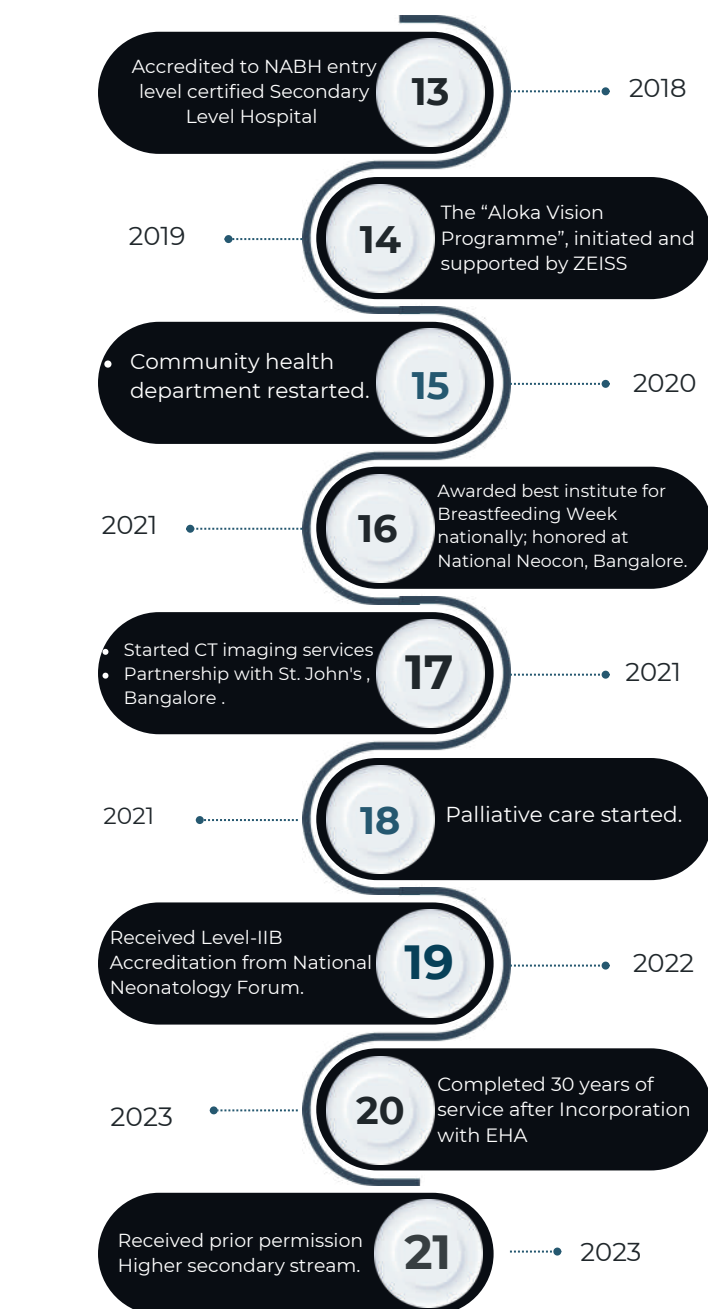 Accredited to NABH entry
level certified Secondary
Level Hospital
13
2018
2019
14
The “Aloka Vision
Programme”, initiated and
supported by ZEISS
• Community health
department restarted.
15
2020
2021
16
Awarded best institute for
Breastfeeding Week
nationally; honored at
National Neocon, Bangalore.
• Started CT imaging services
• Partnership with St. John's ,
Bangalore .
17
2021
2021
18
Palliative care started.
Received Level-IIB
Accreditation from National
Neonatology Forum.
19
2022
2023
20
Completed 30 years of
service after Incorporation
with EHA
Received prior permission
Higher secondary stream.
21
2023